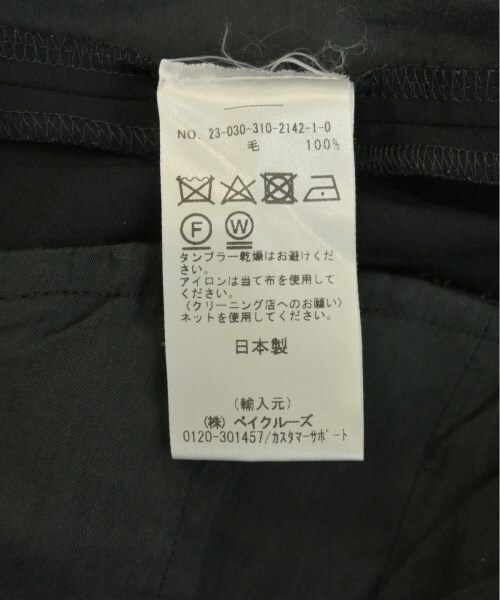 NO. 23-030-310-2142-1-0
毛 100%
F W
タンブラー乾燥はお避けくだ
さい。
アイロンは当て布を使用して
ください。
〈クリーニング店へのお願い〉
ネットを使用してください。
日本製
(輸入元)
(株) ベイクルーズ
0120-301457/カスタマーサポート